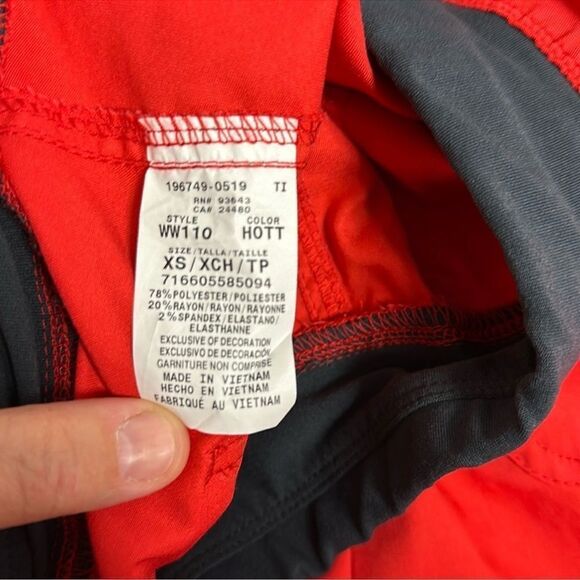 196749-0519 TI
RN# 93643
CA# 24480
STYLE COLOR
WW110 HOTT
SIZE/TALLA/TAILLE
XS/XCH/TP
716605585094
78%POLYESTER/POLIESTER
20%RAYON/RAYON/RAYONNE
2%SPANDEX/ELASTANO/
ELASTHANNE
EXCLUSIVE OF DECORATION
EXCLUSIVO DE DECORACIÓN
GARNITURE NON COMPRISE
MADE IN VIETNAM
HECHO EN VIETNAM
FABRIQUÉ AU VIETNAM